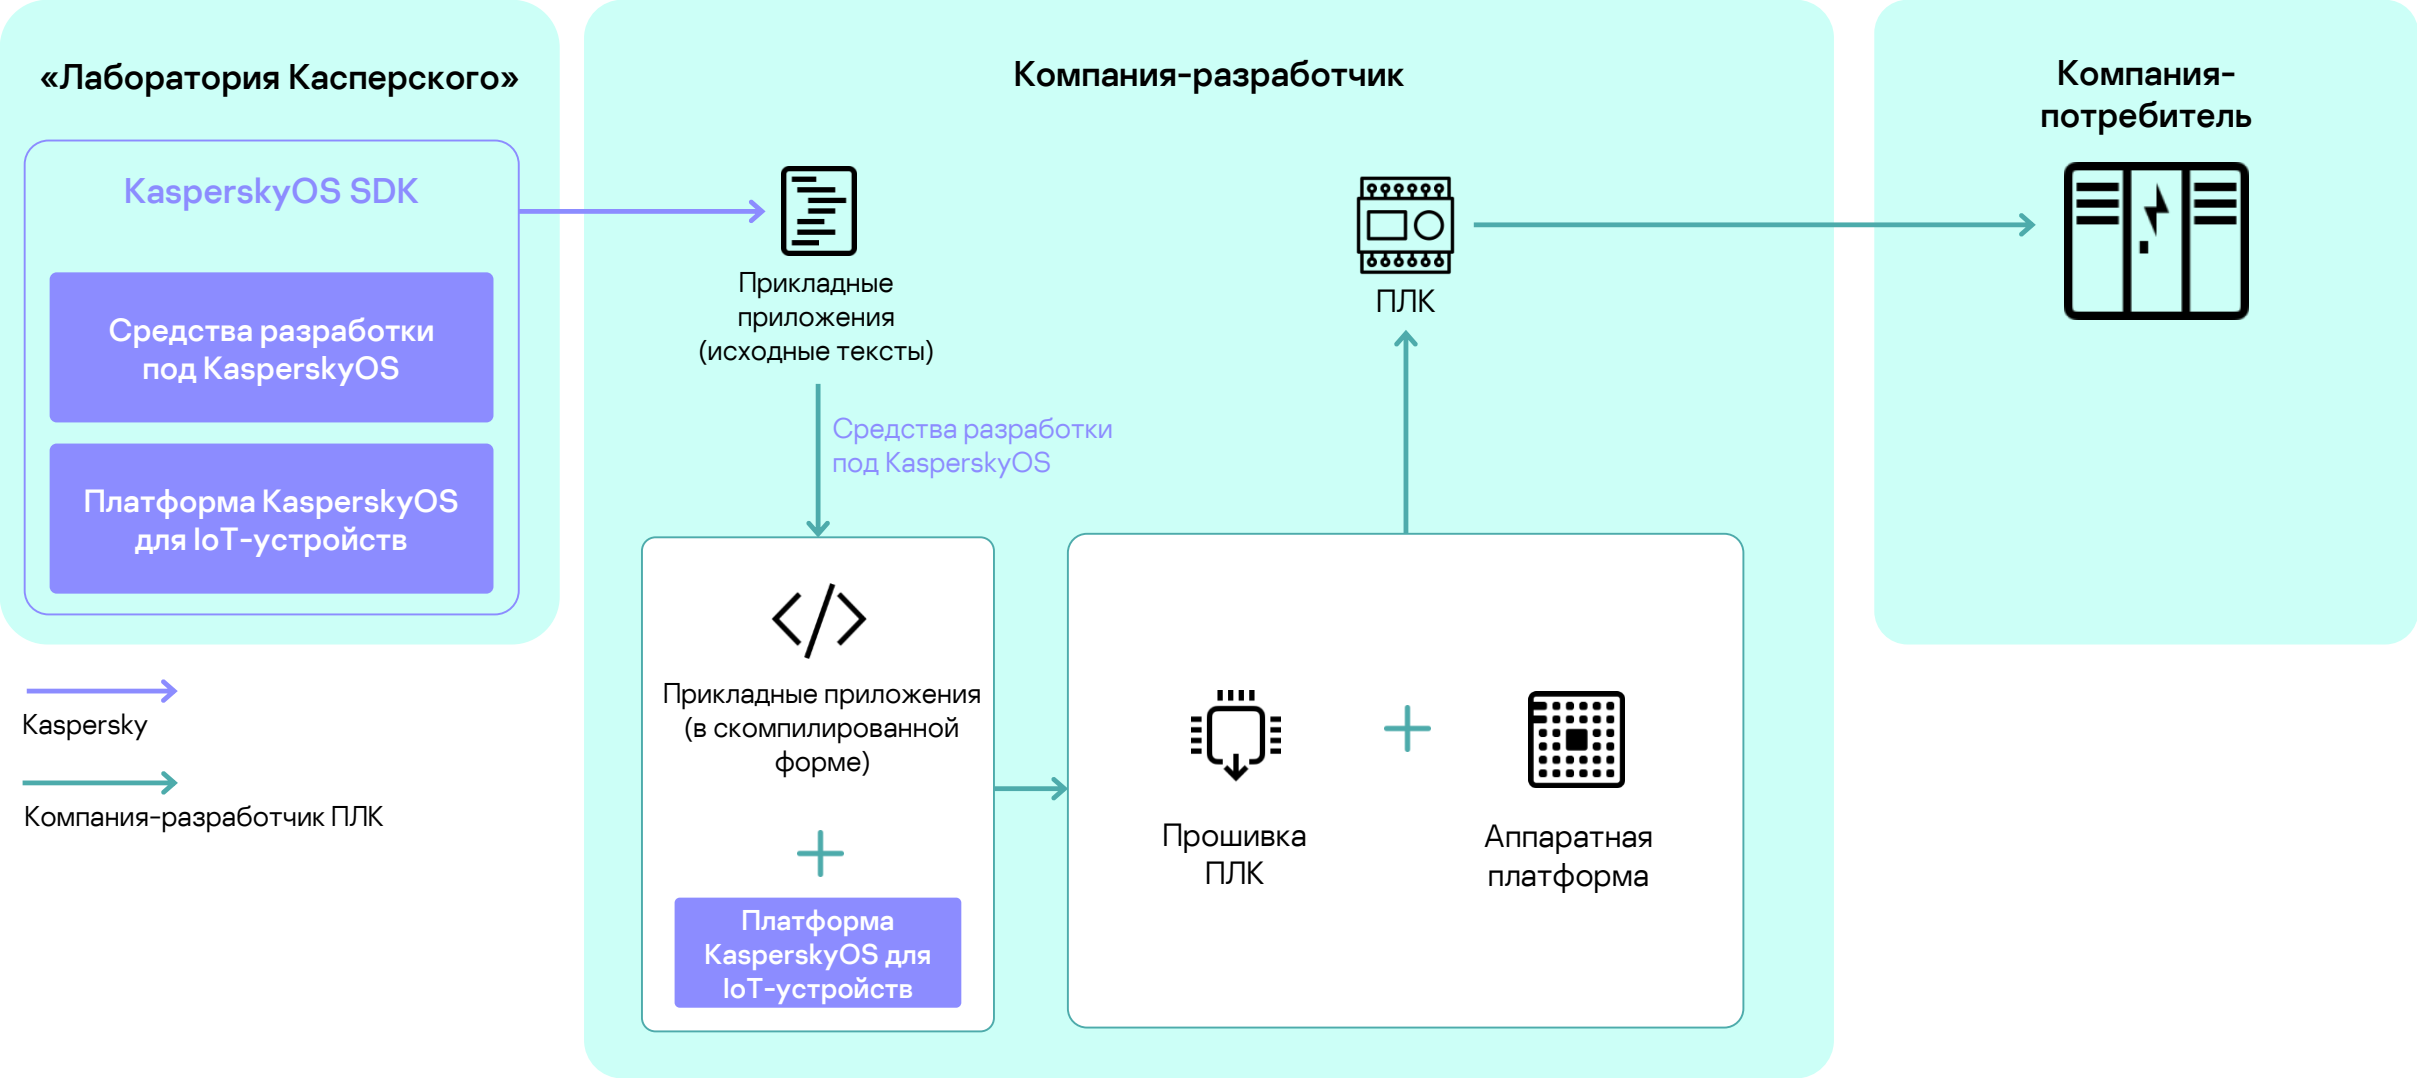 «Лаборатория Касперского»
KasperskyOS SDK
Средства разработки
под KasperskyOS
Платформа KasperskyOS
для IoT-устройств
Kaspersky
Компания-разработчик ПЛК
Компания-разработчик
Прикладные
приложения
(исходные тексты)
Средства разработки
под KasperskyOS
Прикладные приложения
(в скомпилированной
форме)
Платформа
KasperskyOS для
IoT-устройств
ПЛК
Прошивка
ПЛК
Аппаратная
платформа
Компания-
потребитель